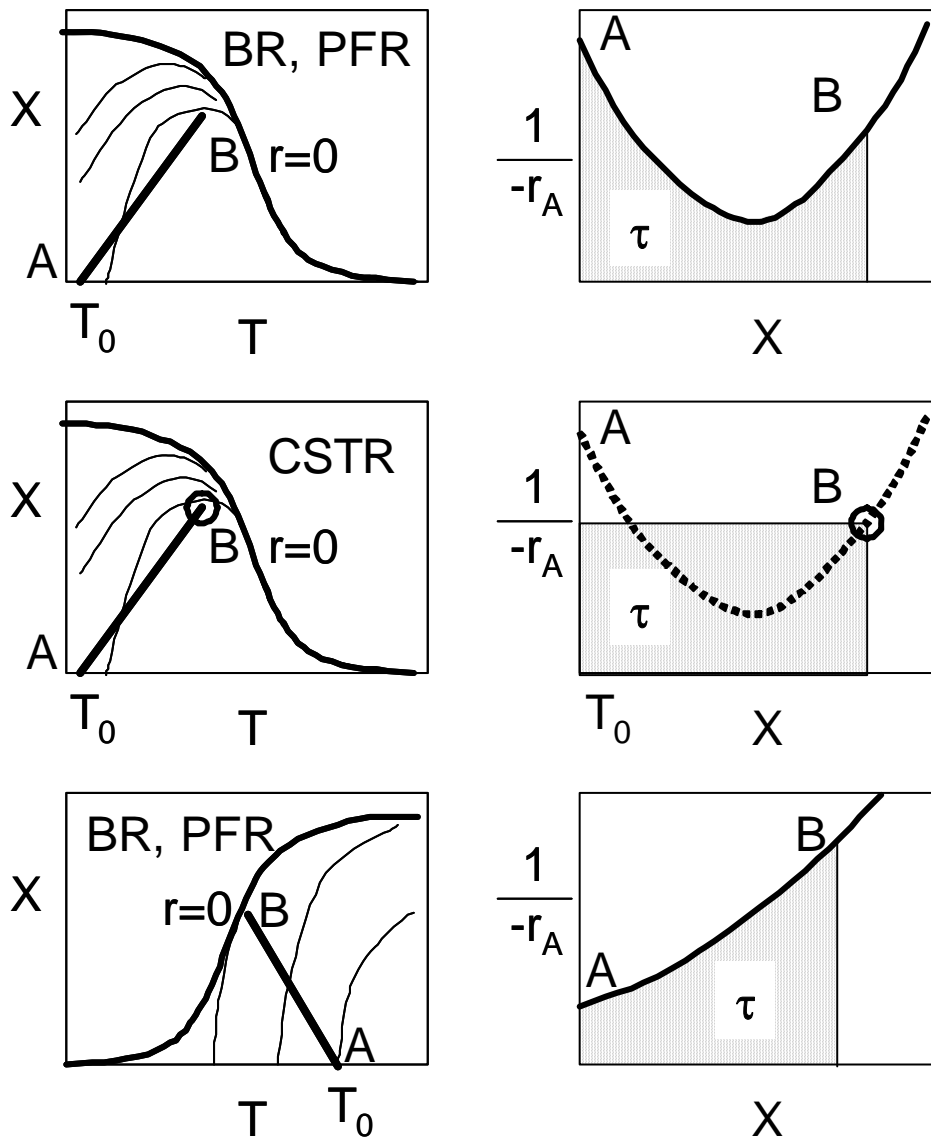 BR, PFR
X
B
r=0
A
T₀
T
A
B
1
-rA
τ
X
CSTR
X
B
r=0
A
T₀
T
A
B
1
-rA
τ
T₀
X
BR, PFR
X
r=0
B
A
T
T₀
B
1
-rA
A
τ
X